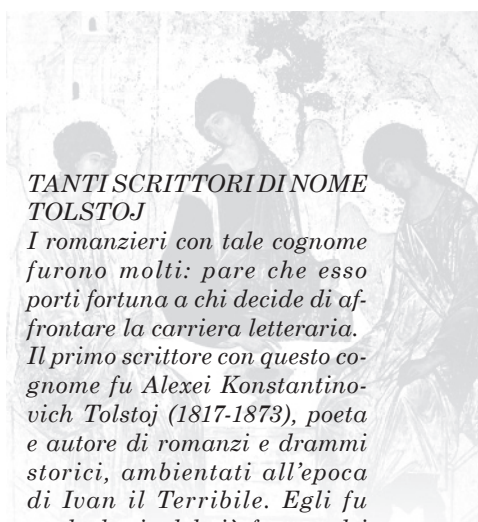 TANTI SCRITTORI DI NOME
TOLSTOJ
I romanzieri con tale cognome
furono molti: pare che esso
porti fortuna a chi decide di af-
frontare la carriera letteraria.
Il primo scrittore con questo co-
gnome fu Alexei Konstantino-
vich Tolstoj (1817-1873), poeta
e autore di romanzi e drammi
storici, ambientati all'epoca
di Ivan il Terribile. Egli fu